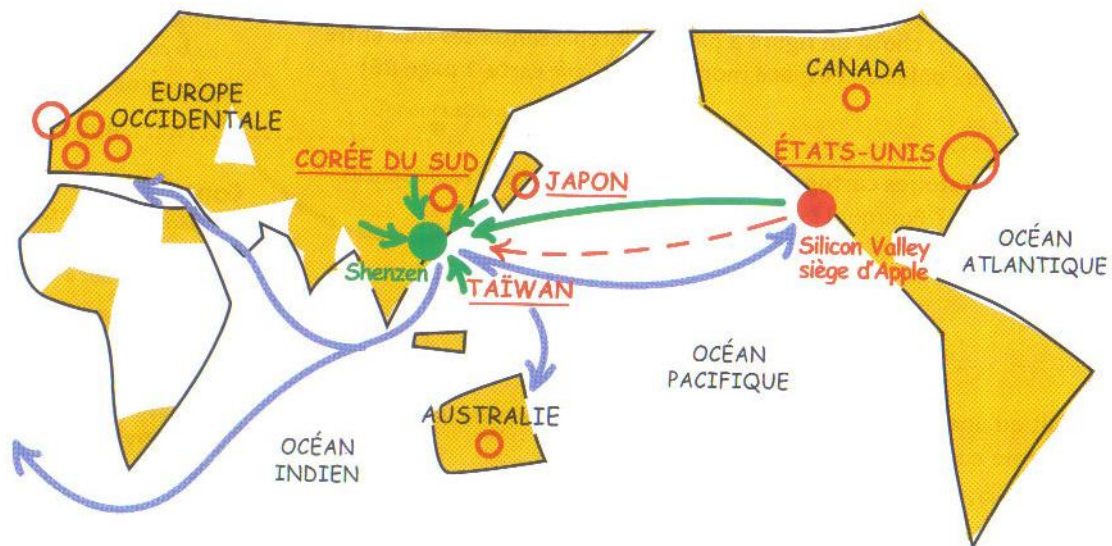 EUROPE
OCCIDENTALE
CANADA
CORÉE DU SUD
JAPON
ÉTATS-UNIS
Shenzen
TAÏWAN
Silicon Valley
siège d'Apple
OCÉAN
ATLANTIQUE
OCÉAN
PACIFIQUE
AUSTRALIE
OCÉAN
INDIEN